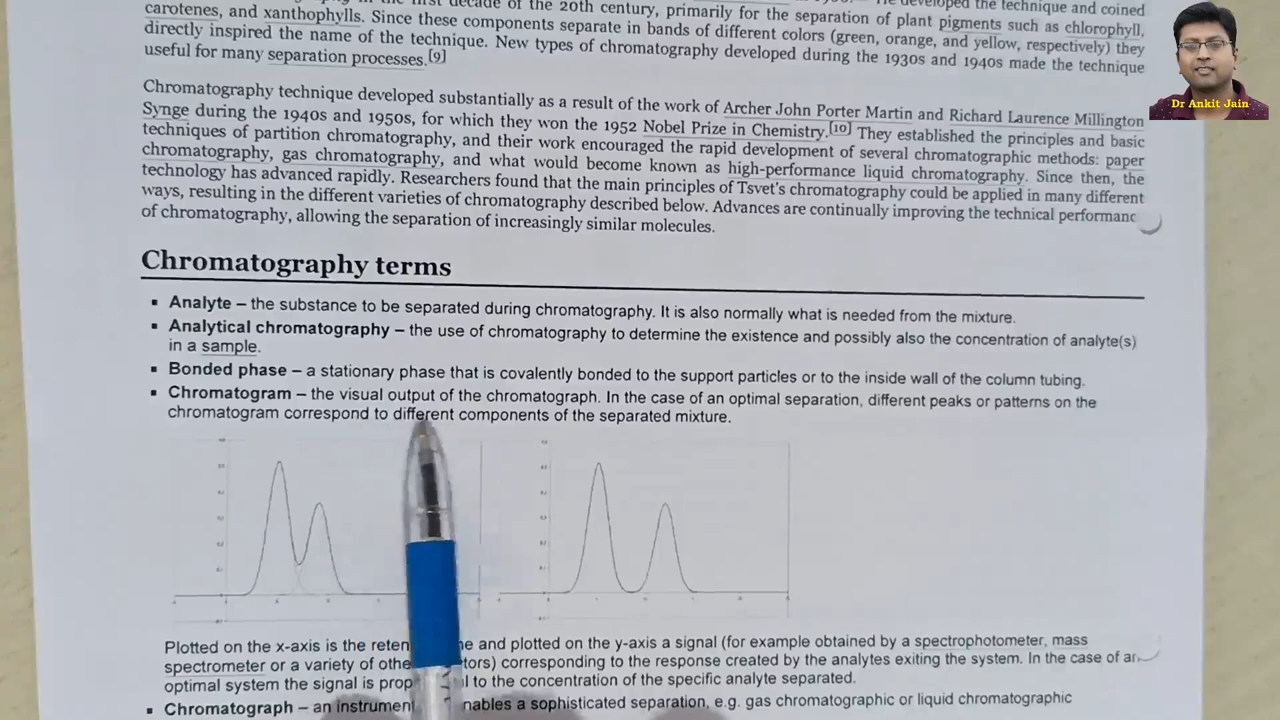 decade of the 20th century, primarily for the separation of plant pigments such as chlorophyll,
carotenes, and xanthophylls. Since these components separate in bands of different colors (green, orange, and yellow, respectively) they
directly inspired the name of the technique. New types of chromatography developed during the 1930s and 1940s made the technique
useful for many separation processes.[9]
Chromatography technique developed substantially as a result of the work of Archer John Porter Martin and Richard Laurence Millington
Synge during the 1940s and 1950s, for which they won the 1952 Nobel Prize in Chemistry.[10] They established the principles and basic
techniques of partition chromatography, and their work encouraged the rapid development of several chromatographic methods: paper
chromatography, gas chromatography, and what would become known as high-performance liquid chromatography. Since then, the
technology has advanced rapidly. Researchers found that the main principles of Tsvet's chromatography could be applied in many different
ways, resulting in the different varieties of chromatography described below. Advances are continually improving the technical performanc
of chromatography, allowing the separation of increasingly similar molecules.
Chromatography terms
▪ Analyte – the substance to be separated during chromatography. It is also normally what is needed from the mixture.
▪ Analytical chromatography – the use of chromatography to determine the existence and possibly also the concentration of analyte(s)
in a sample.
▪ Bonded phase – a stationary phase that is covalently bonded to the support particles or to the inside wall of the column tubing.
▪ Chromatogram – the visual output of the chromatograph. In the case of an optimal separation, different peaks or patterns on the
chromatogram correspond to different components of the separated mixture.
Plotted on the x-axis is the reten e and plotted on the y-axis a signal (for example obtained by a spectrophotometer, mass
spectrometer or a variety of othe tors) corresponding to the response created by the analytes exiting the system. In the case of an
optimal system the signal is prop l to the concentration of the specific analyte separated.
▪ Chromatograph – an instrument nables a sophisticated separation, e.g. gas chromatographic or liquid chromatographic
Dr Ankit Jain